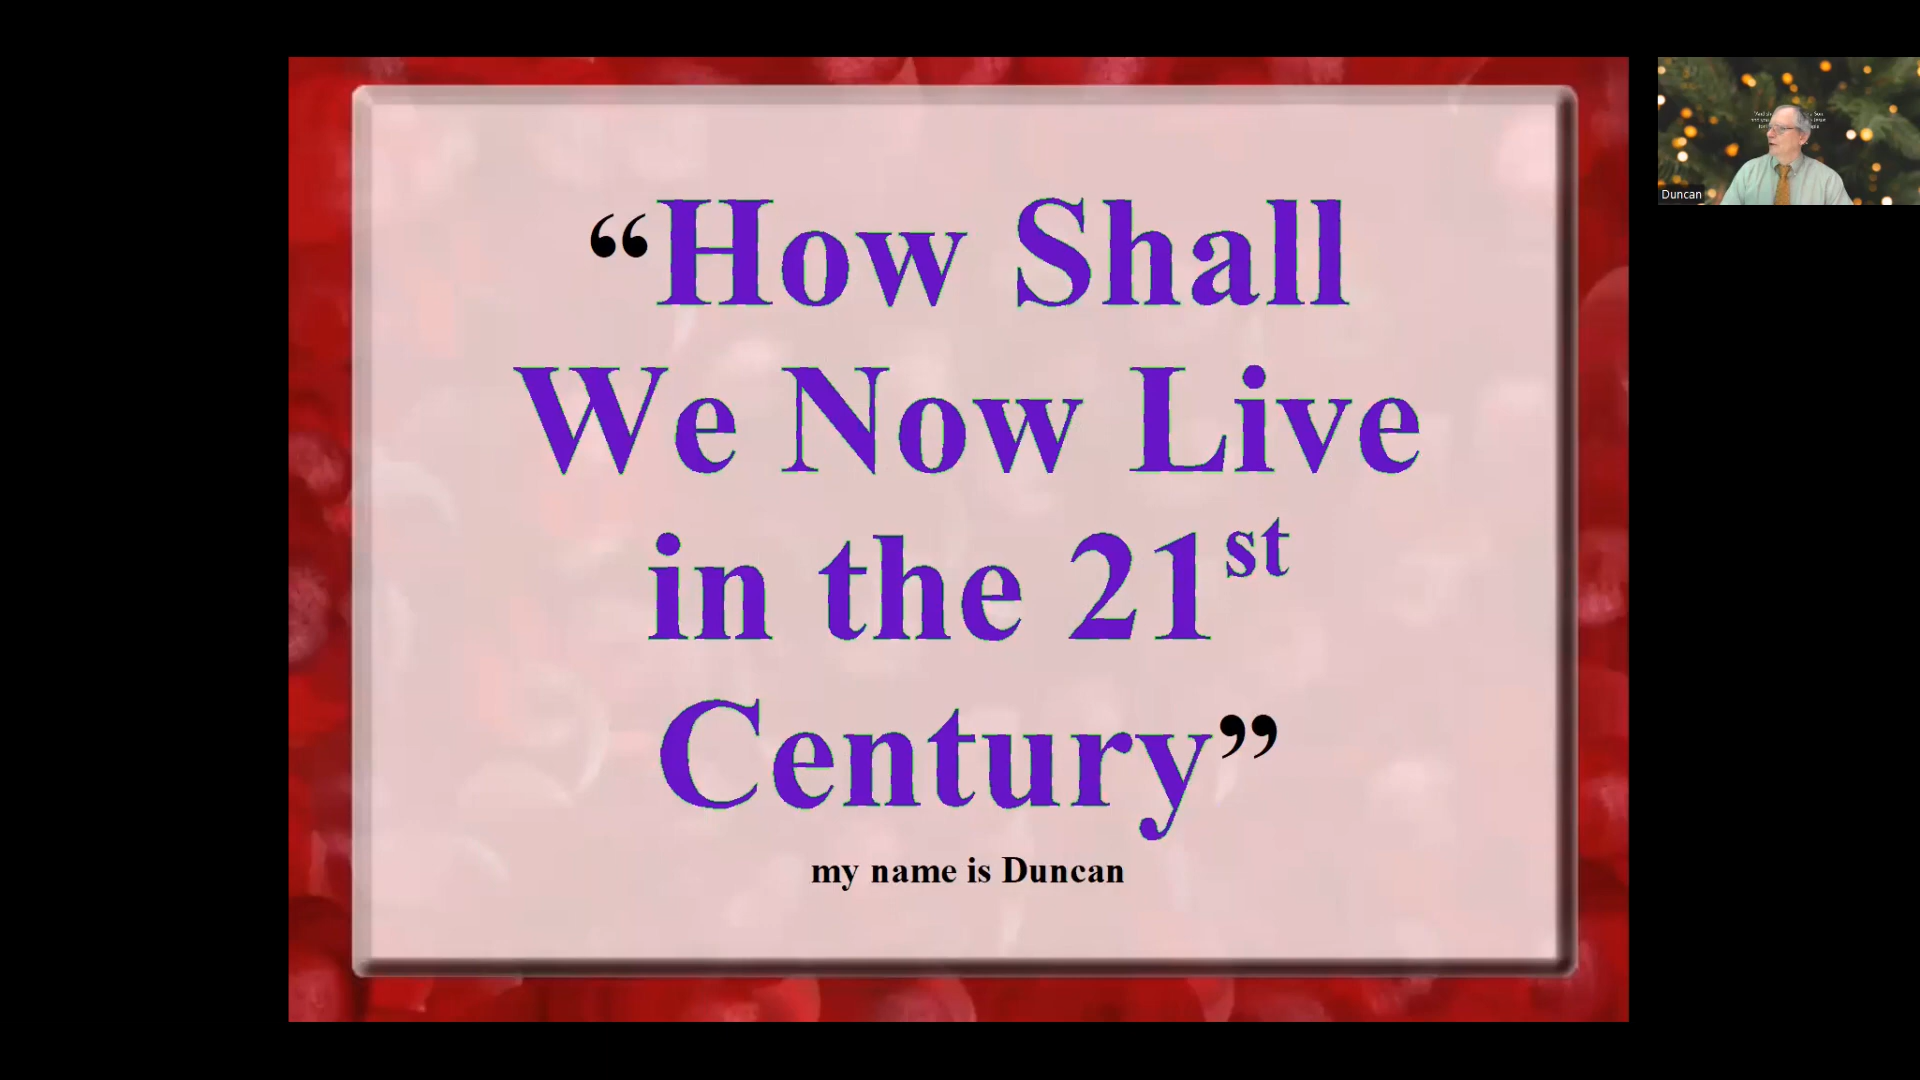 “How Shall
We Now Live
in the 21st
Century”
my name is Duncan
Duncan